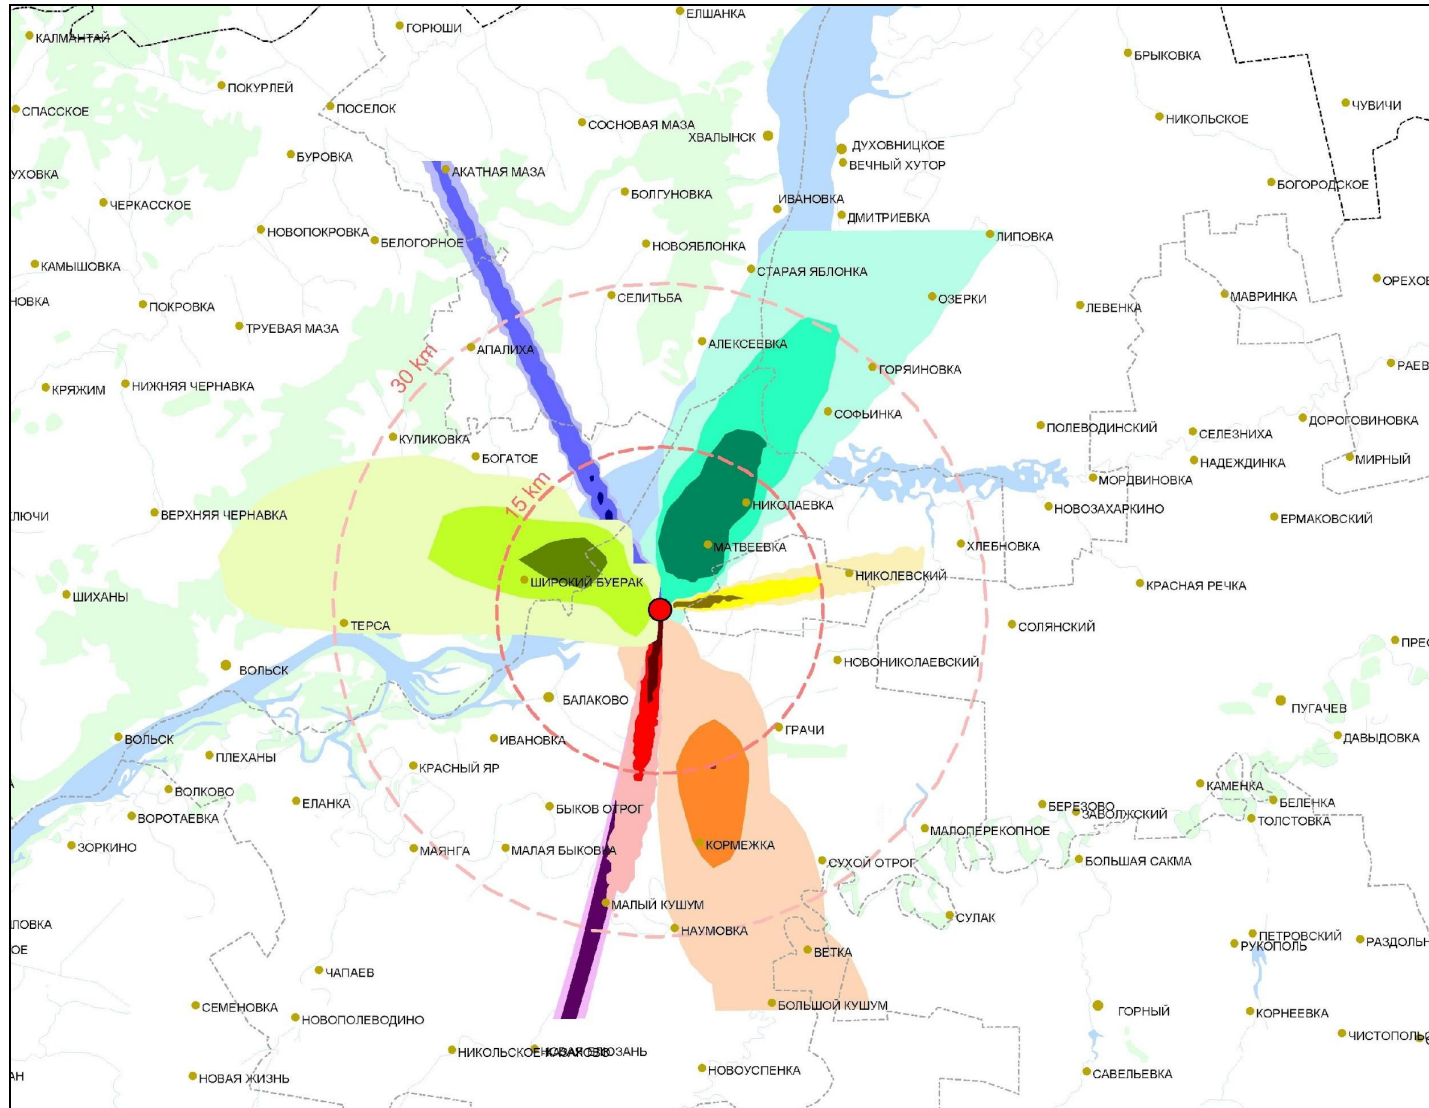 ЕЛШАНКА
ГОРЮШИ
КАЛМАНТАЙ
БРЫКОВКА
ПОКУРЛЕЙ
ЧУВИЧИ
СПАССКОЕ
ПОСЕЛОК
НИКОЛЬСКОЕ
СОСНОВАЯ МАЗА
ХВАЛЫНСК
ДУХОВНИЦКОЕ
БУРОВКА
ВЕЧНЫЙ ХУТОР
АКАТНАЯ МАЗА
УХОВКА
БОГОРОДСКОЕ
БОЛГУНОВКА
ИВАНОВКА
ЧЕРКАССКОЕ
ДМИТРИЕВКА
НОВОПОКРОВКА
БЕЛОГОРНОЕ
НОВОЯБЛОНКА
ЛИПОВКА
КАМЫШОВКА
СТАРАЯ ЯБЛОНКА
ОРЕХОВ
НОВКА
ПОКРОВКА
СЕЛИТЬБА
ОЗЕРКИ
МАВРИНКА
ЛЕВЕНКА
ТРУЕВАЯ МАЗА
АЛЕКСЕЕВКА
АПАЛИХА
30 km
ГОРЯИНОВКА
РАЕВ
КРЯЖИМ
НИЖНЯЯ ЧЕРНАВКА
СОФЬИНКА
ДОРОГОВИНОВКА
ПОЛЕВОДИНСКИЙ
СЕЛЕЗНИХА
КУЛИКОВКА
БОГАТОЕ
НАДЕЖДИНКА
МИРНЫЙ
МОРДВИНОВКА
15 km
НИКОЛАЕВКА
НОВОЗАХАРКИНО
КЛЮЧИ
ВЕРХНЯЯ ЧЕРНАВКА
ЕРМАКОВСКИЙ
МАТВЕЕВКА
ХЛЕБНОВКА
НИКОЛЕВСКИЙ
ШИРОКИЙ БУЕРАК
КРАСНАЯ РЕЧКА
ШИХАНЫ
ТЕРСА
СОЛЯНСКИЙ
ПРЕО
НОВОНИКОЛАЕВСКИЙ
ВОЛЬСК
БАЛАКОВО
ПУГАЧЕВ
ГРАЧИ
ВОЛЬСК
ИВАНОВКА
ДАВЫДОВКА
ПЛЕХАНЫ
КРАСНЫЙ ЯР
КАМЕНКА
ВОЛКОВО
ЕЛАНКА
БЫКОВ ОТРОГ
БЕРЕЗОВО
БЕЛЕНКА
ВОРОТАЕВКА
ЗАВОЛЖСКИЙ
ТОЛСТОВКА
МАЛОПЕРЕКОПНОЕ
ЗОРКИНО
МАЯНГА
МАЛАЯ БЫКОВКА
КОРМЕЖКА
СУХОЙ ОТРОГ
БОЛЬШАЯ САКМА
МАЛЫЙ КУШУМ
СУЛАК
ЛОВКА
НАУМОВКА
ПЕТРОВСКИЙ
РАЗДОЛЬН
ОЕ
РУКОПОЛЬ
ВЕТКА
ЧАПАЕВ
БОЛЬШОЙ КУШУМ
СЕМЕНОВКА
ГОРНЫЙ
КОРНЕЕВКА
НОВОПОЛЕВОДИНО
ЧИСТОПОЛЬ
НИКОЛЬСКОЕ-КАЗАКОВО
НОВОУСПЕНКА
САВЕЛЬЕВКА
АН
НОВАЯ ЖИЗНЬ